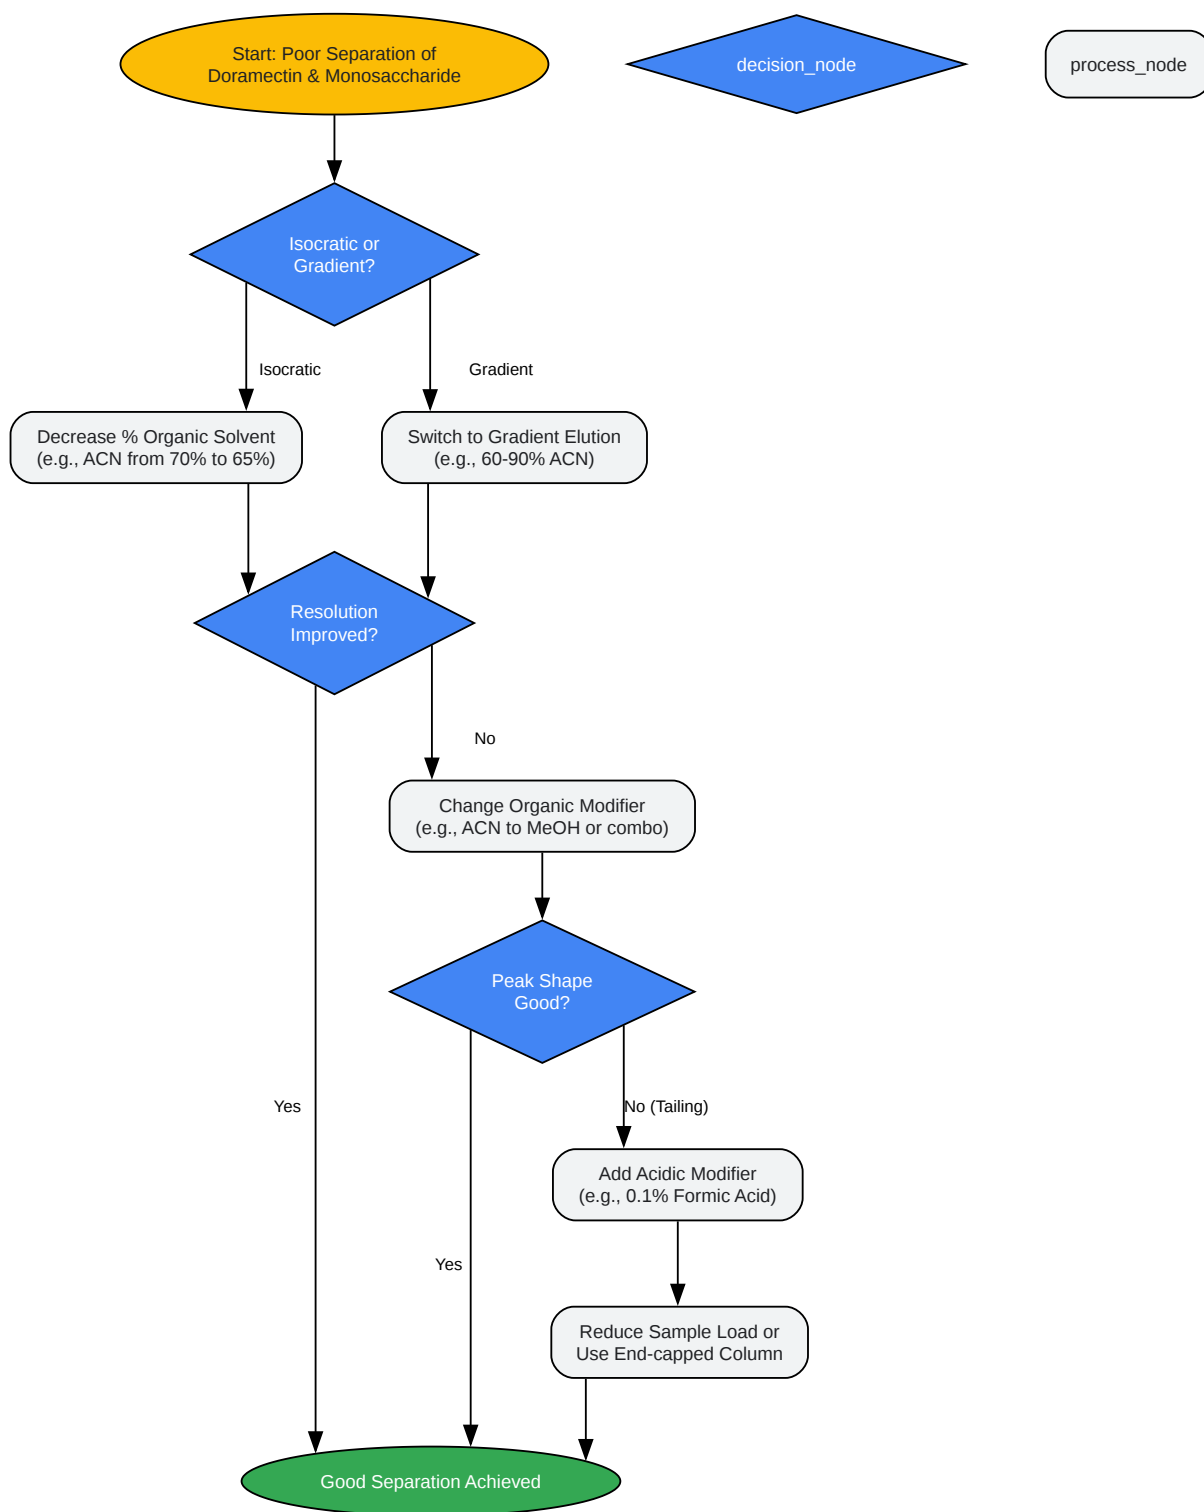 Start: Poor Separation of
Doramectin & Monosaccharide
decision_node
process_node
Isocratic or
Gradient?
Isocratic
Gradient
Decrease % Organic Solvent
(e.g., ACN from 70% to 65%)
Switch to Gradient Elution
(e.g., 60-90% ACN)
Resolution
Improved?
No
Change Organic Modifier
(e.g., ACN to MeOH or combo)
Peak Shape
Good?
Yes
No (Tailing)
Add Acidic Modifier
(e.g., 0.1% Formic Acid)
Yes
Reduce Sample Load or
Use End-capped Column
Good Separation Achieved